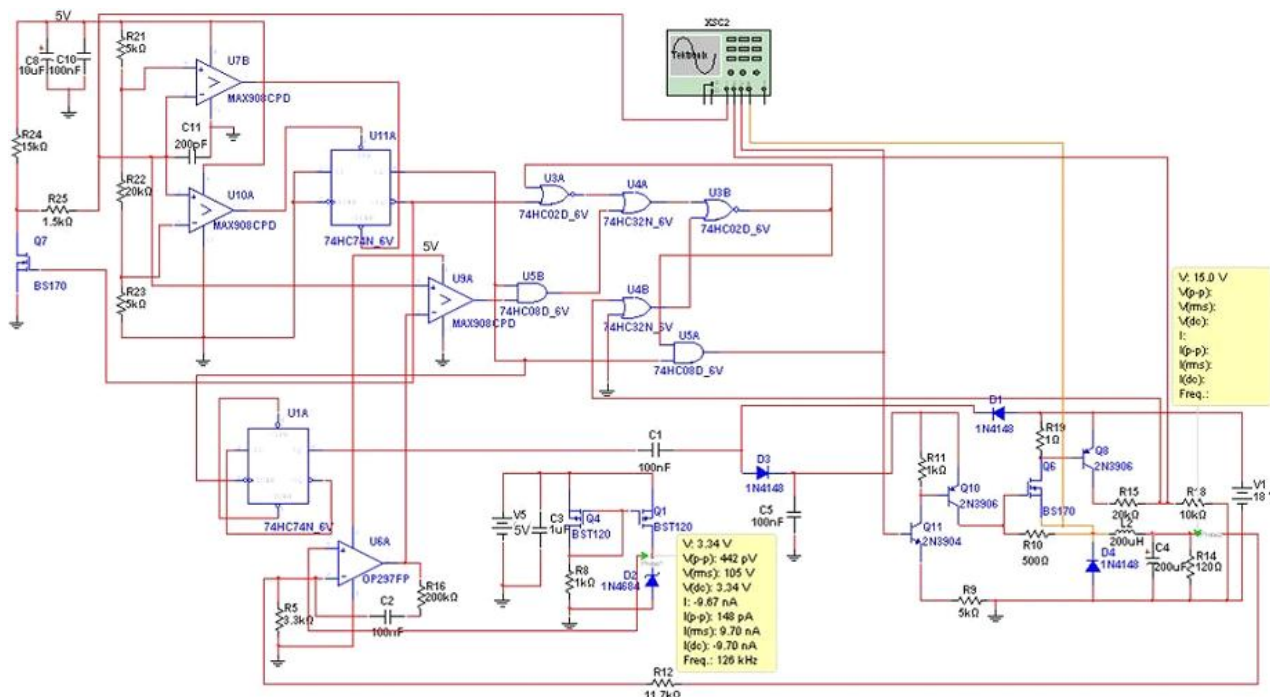 XSC2
Tektronix
5V
C8
10uF
C10
100nF
R21
5kΩ
U7B
MAX908CPD
R24
15kΩ
C11
200pF
U11A
74HC74N_6V
R22
20kΩ
U10A
MAX908CPD
R25
1.5kΩ
Q7
BS170
R23
5kΩ
U3A
74HC02D_6V
U4A
74HC32N_6V
U3B
74HC02D_6V
5V
U9A
MAX908CPD
U5B
74HC08D_6V
U4B
74HC32N_6V
U5A
74HC08D_6V
V: 15.0 V
V(p-p):
V(rms):
V(dc):
I:
I(p-p):
I(rms):
I(dc):
Freq.:
U1A
74HC74N_6V
C1
100nF
D1
1N4148
D3
1N4148
C5
100nF
R11
1kΩ
Q10
2N3906
Q11
2N3904
R19
1Ω
Q6
BS170
Q8
2N3906
R15
20kΩ
R18
10kΩ
V1
18 V
L2
200uH
R10
500Ω
D4
1N4148
C4
200uF
R14
120Ω
R9
5kΩ
V5
5V
C3
1uF
Q4
BST120
Q1
BST120
R8
1kΩ
D2
1N4684
U6A
OP297FP
R16
200kΩ
C2
100nF
R5
3.3kΩ
V: 3.34 V
V(p-p): 442 pV
V(rms): 105 V
V(dc): 3.34 V
I: -9.67 nA
I(p-p): 148 pA
I(rms): 9.70 nA
I(dc): -9.70 nA
Freq.: 126 kHz
R12
11.7kΩ